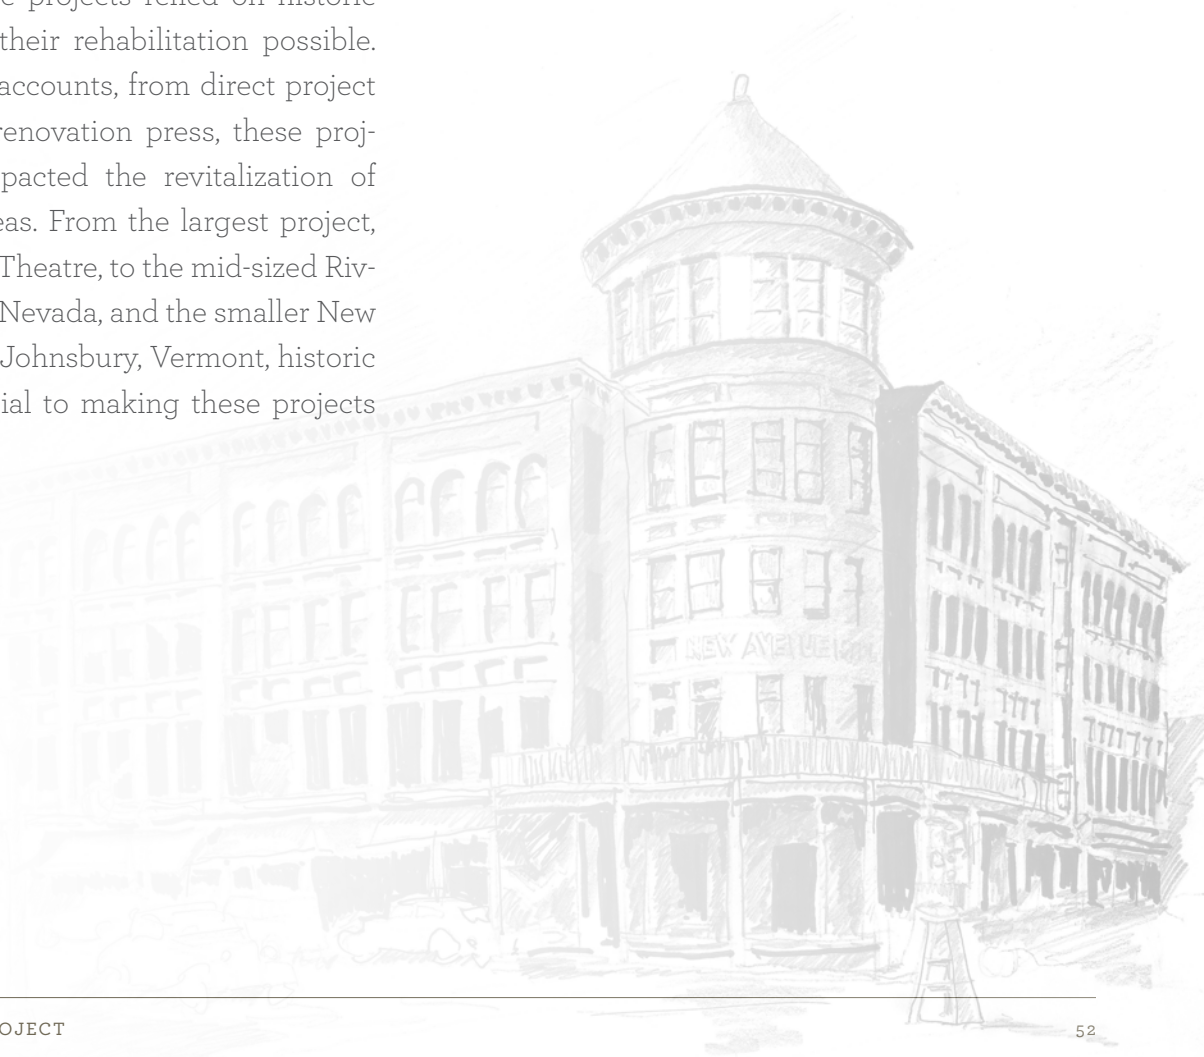 projects relied on historic
their rehabilitation possible.
accounts, from direct project
renovation press, these proj-
pacted the revitalization of
eas. From the largest project,
Theatre, to the mid-sized Riv-
Nevada, and the smaller New
Johnsbury, Vermont, historic
ial to making these projects
NEW AVENUE
OJECT
52